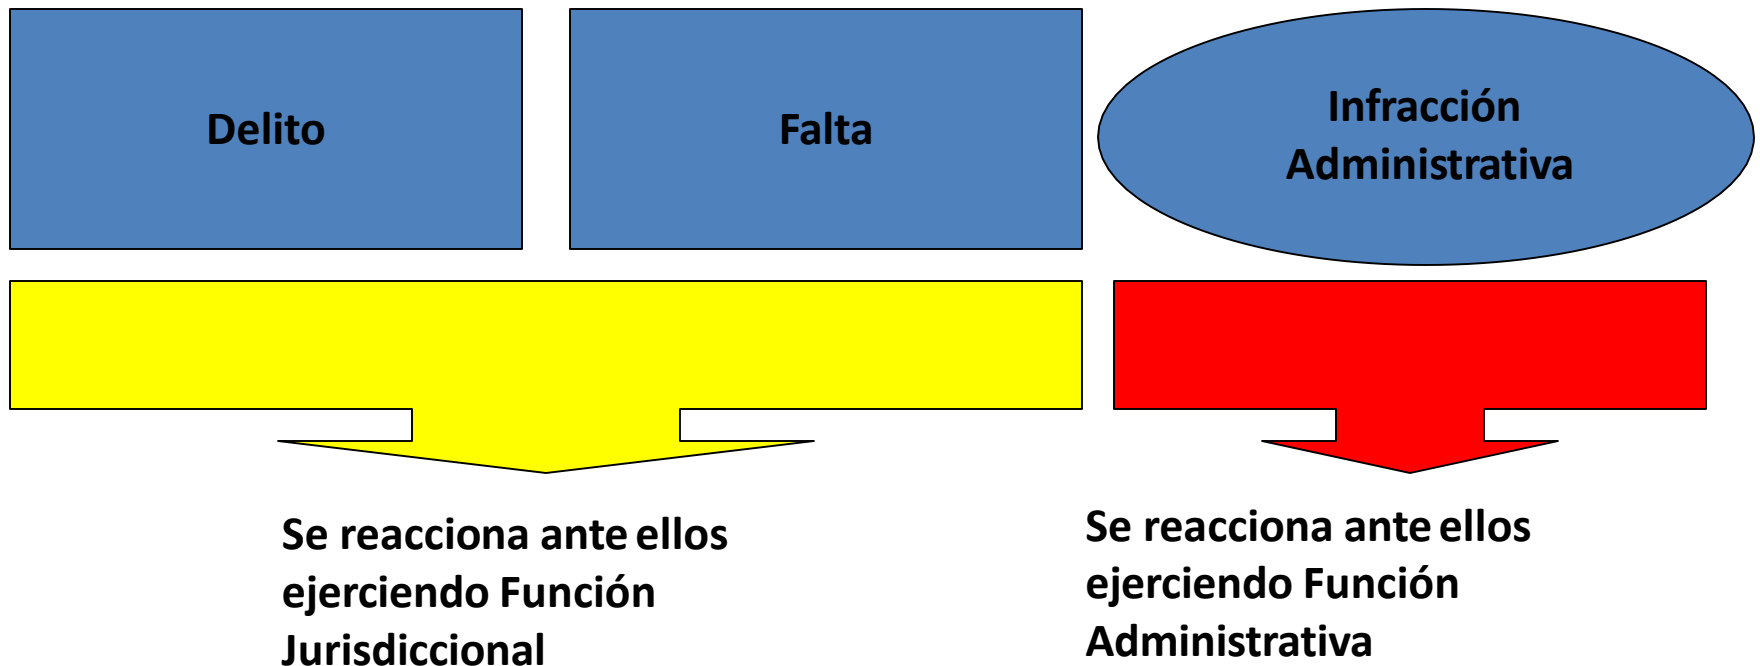 Delito
Falta
Infracción
Administrativa
Se reacciona ante ellos
ejerciendo Función
Jurisdiccional
Se reacciona ante ellos
ejerciendo Función
Administrativa